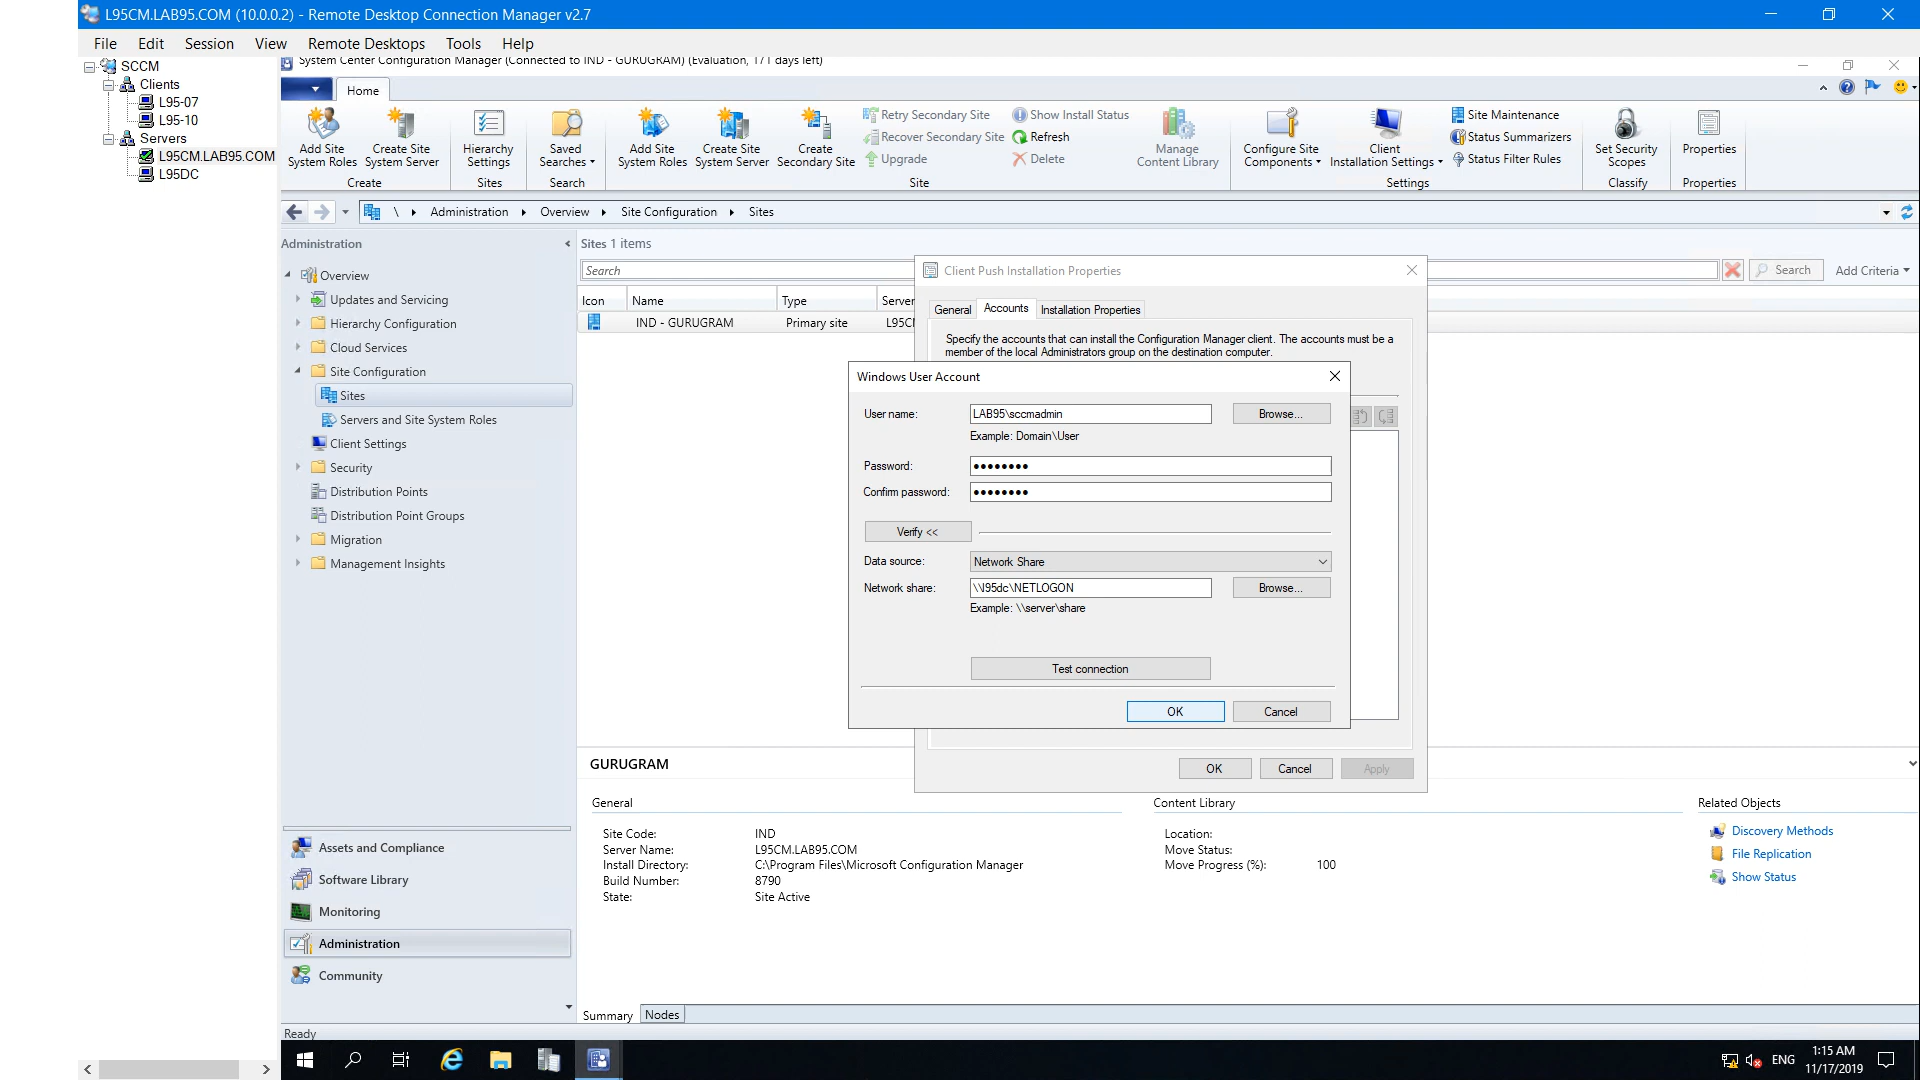 L95CM.LAB95.COM (10.0.0.2) - Remote Desktop Connection Manager v2.7
File Edit Session View Remote Desktops Tools Help
SCCM
Clients
L95-07
L95-10
Servers
L95CM.LAB95.COM
L95DC
System Center Configuration Manager (Connected to IND - GURUGRAM) (Evaluation, 171 days left)
Home
Add Site System Roles
Create Site System Server
Create
Hierarchy Settings
Sites
Saved Searches
Search
Add Site System Roles
Create Site System Server
Create Secondary Site
Retry Secondary Site
Recover Secondary Site
Upgrade
Show Install Status
Refresh
Delete
Manage Content Library
Site
Configure Site Components
Client Installation Settings
Site Maintenance
Status Summarizers
Status Filter Rules
Settings
Set Security Scopes
Classify
Properties
Properties
\ Administration Overview Site Configuration Sites
Administration
Overview
Updates and Servicing
Hierarchy Configuration
Cloud Services
Site Configuration
Sites
Servers and Site System Roles
Client Settings
Security
Distribution Points
Distribution Point Groups
Migration
Management Insights
Assets and Compliance
Software Library
Monitoring
Administration
Community
Sites 1 items
Search
Search
Add Criteria
Icon Name Type Server
IND - GURUGRAM Primary site
Client Push Installation Properties
General Accounts Installation Properties
Specify the accounts that can install the Configuration Manager client. The accounts must be a
member of the local Administrators group on the destination computer.
Windows User Account
User name: LAB95\sccmadmin Browse...
Example: Domain\User
Password: ●●●●●●●●
Confirm password: ●●●●●●●●
Verify <<
Data source: Network Share
Network share: \\l95dc\NETLOGON Browse...
Example: \\server\share
Test connection
OK Cancel
OK Cancel Apply
GURUGRAM
General
Site Code: IND
Server Name: L95CM.LAB95.COM
Install Directory: C:\Program Files\Microsoft Configuration Manager
Build Number: 8790
State: Site Active
Content Library
Location:
Move Status:
Move Progress (%): 100
Related Objects
Discovery Methods
File Replication
Show Status
Summary Nodes
Ready
ENG
1:15 AM
11/17/2019